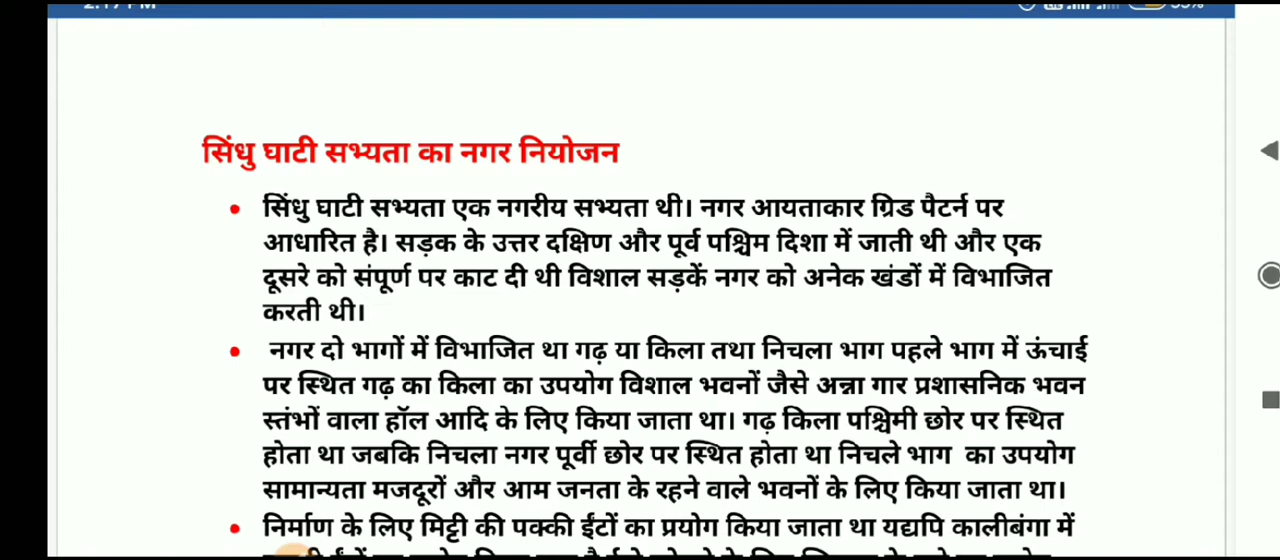 सिंधु घाटी सभ्यता का नगर नियोजन
• सिंधु घाटी सभ्यता एक नगरीय सभ्यता थी। नगर आयताकार ग्रिड पैटर्न पर
आधारित है। सड़क के उत्तर दक्षिण और पूर्व पश्चिम दिशा में जाती थी और एक
दूसरे को संपूर्ण पर काट दी थी विशाल सड़कें नगर को अनेक खंडों में विभाजित
करती थी।
• नगर दो भागों में विभाजित था गढ़ या किला तथा निचला भाग पहले भाग में ऊंचाई
पर स्थित गढ़ का किला का उपयोग विशाल भवनों जैसे अन्ना गार प्रशासनिक भवन
स्तंभों वाला हॉल आदि के लिए किया जाता था। गढ़ किला पश्चिमी छोर पर स्थित
होता था जबकि निचला नगर पूर्वी छोर पर स्थित होता था निचले भाग का उपयोग
सामान्यता मजदूरों और आम जनता के रहने वाले भवनों के लिए किया जाता था।
• निर्माण के लिए मिट्टी की पक्की ईंटों का प्रयोग किया जाता था यद्यपि कालीबंगा में